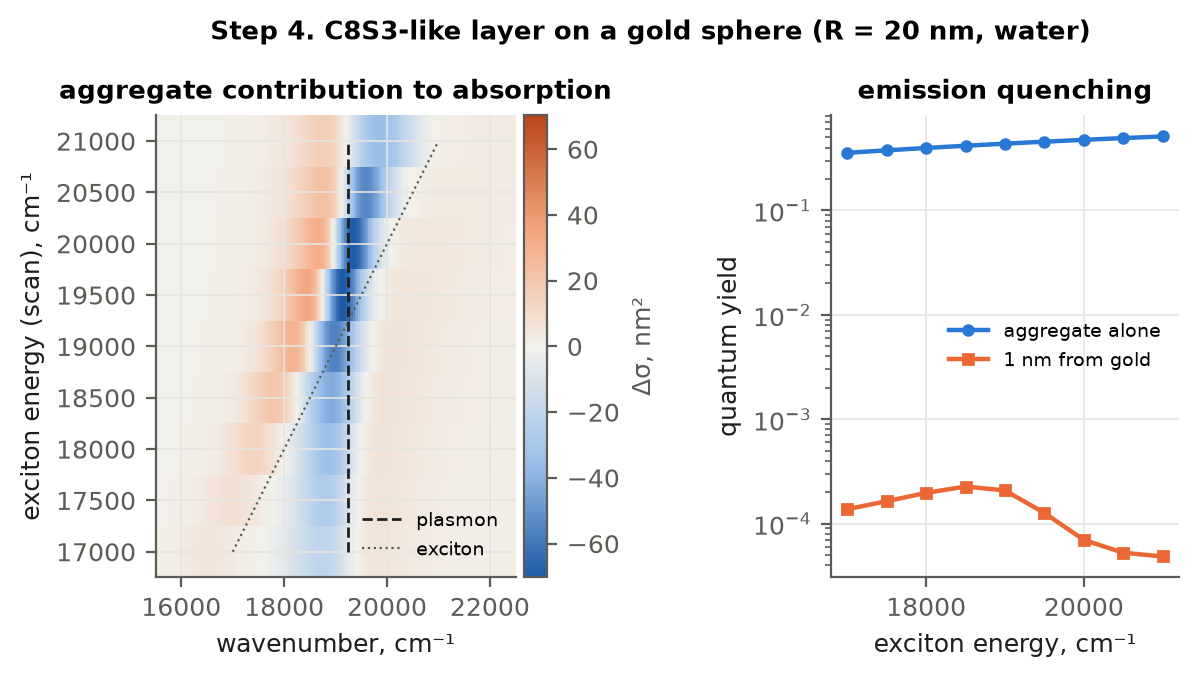 Step 4. C8S3-like layer on a gold sphere (R = 20 nm, water)
aggregate contribution to absorption
exciton energy (scan), cm⁻¹
21000
20500
20000
19500
19000
18500
18000
17500
17000
16000 18000 20000 22000
wavenumber, cm⁻¹
plasmon
exciton
60
40
20
0
−20
−40
−60
Δσ, nm²
emission quenching
quantum yield
10⁻¹
10⁻²
10⁻³
10⁻⁴
aggregate alone
1 nm from gold
18000 20000
exciton energy, cm⁻¹